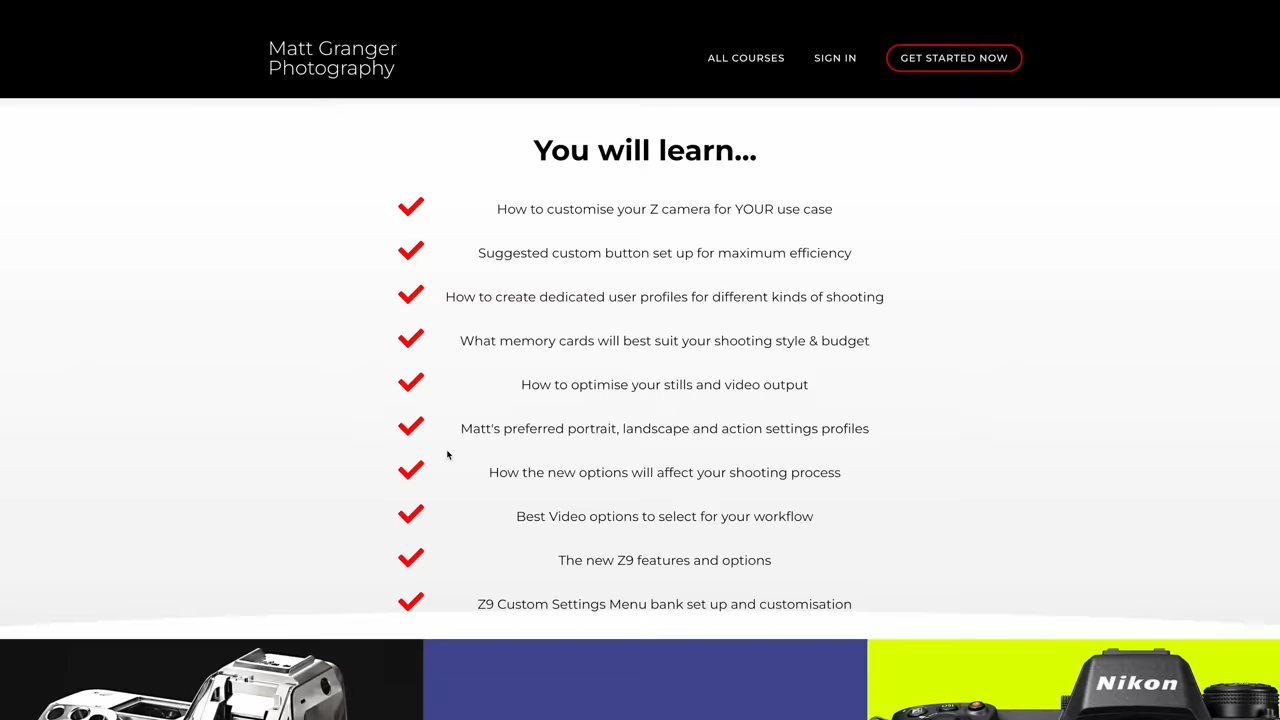 Matt Granger
Photography
ALL COURSES
SIGN IN
GET STARTED NOW
You will learn...
How to customise your Z camera for YOUR use case
Suggested custom button set up for maximum efficiency
How to create dedicated user profiles for different kinds of shooting
What memory cards will best suit your shooting style & budget
How to optimise your stills and video output
Matt's preferred portrait, landscape and action settings profiles
How the new options will affect your shooting process
Best Video options to select for your workflow
The new Z9 features and options
Z9 Custom Settings Menu bank set up and customisation
Nikon